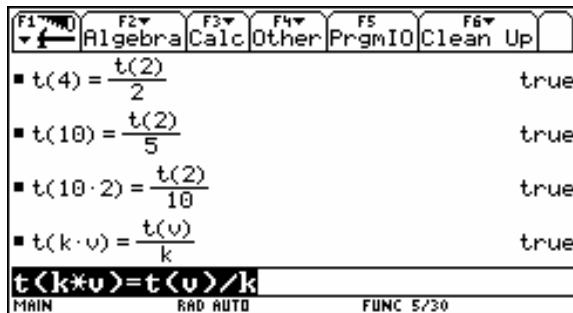 F1▼ F2▼ F3▼ F4▼ F5 F6▼
Algebra Calc Other PrgmIO Clean Up
▪ t(4) = t(2)/2 true
▪ t(10) = t(2)/5 true
▪ t(10·2) = t(2)/10 true
▪ t(k·v) = t(v)/k true
t(k*v)=t(v)/k
MAIN RAD AUTO FUNC 5/30